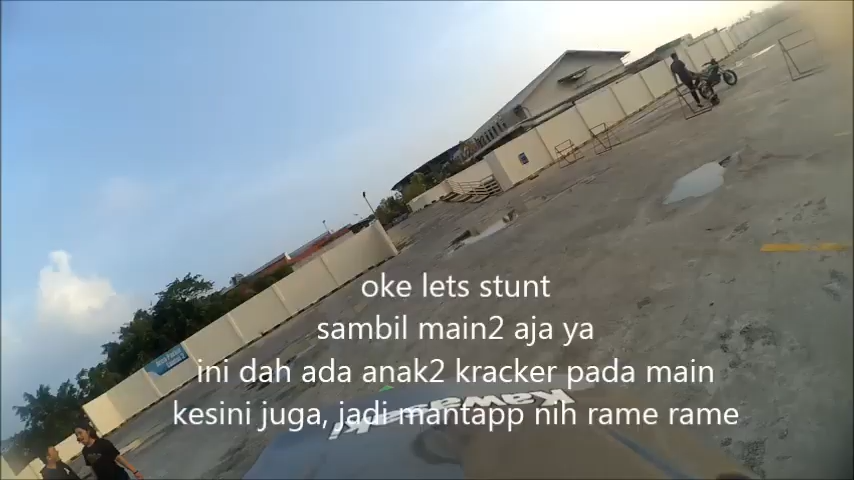 oke lets stunt
sambil main2 aja ya
ini dah ada anak2 kracker pada main
kesini juga, jadi mantapp nih rame rame
Kawasaki